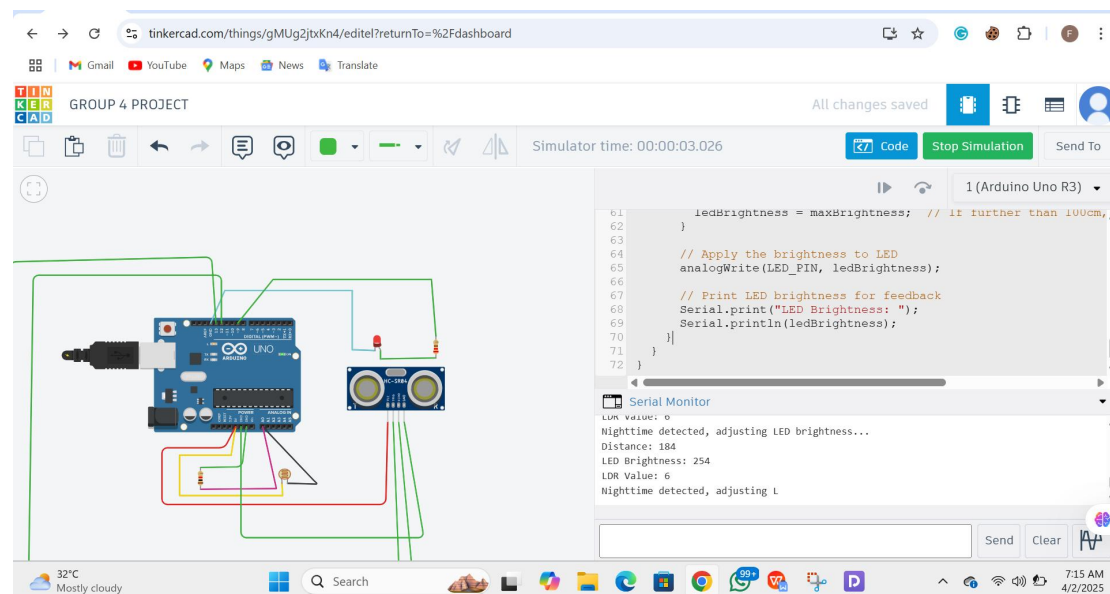 tinkercad.com/things/gMUg2jtxKn4/editel?returnTo=%2Fdashboard
F
Gmail
YouTube
Maps
News
Translate
TIN
KER
CAD
GROUP 4 PROJECT
All changes saved
Simulator time: 00:00:03.026
Code
Stop Simulation
Send To
1 (Arduino Uno R3)
61 ledBrightness = maxBrightness; // If further than 100cm,
62 }
63
64 // Apply the brightness to LED
65 analogWrite(LED_PIN, ledBrightness);
66
67 // Print LED brightness for feedback
68 Serial.print("LED Brightness: ");
69 Serial.println(ledBrightness);
70 }
71 }
72 }
DIGITAL (PWM~)
UNO
ARDUINO
POWER
ANALOG IN
HC-SR04
Serial Monitor
LDR Value: 6
Nighttime detected, adjusting LED brightness...
Distance: 184
LED Brightness: 254
LDR Value: 6
Nighttime detected, adjusting L
Send
Clear
32°C
Mostly cloudy
Search
99+
7:15 AM
4/2/2025